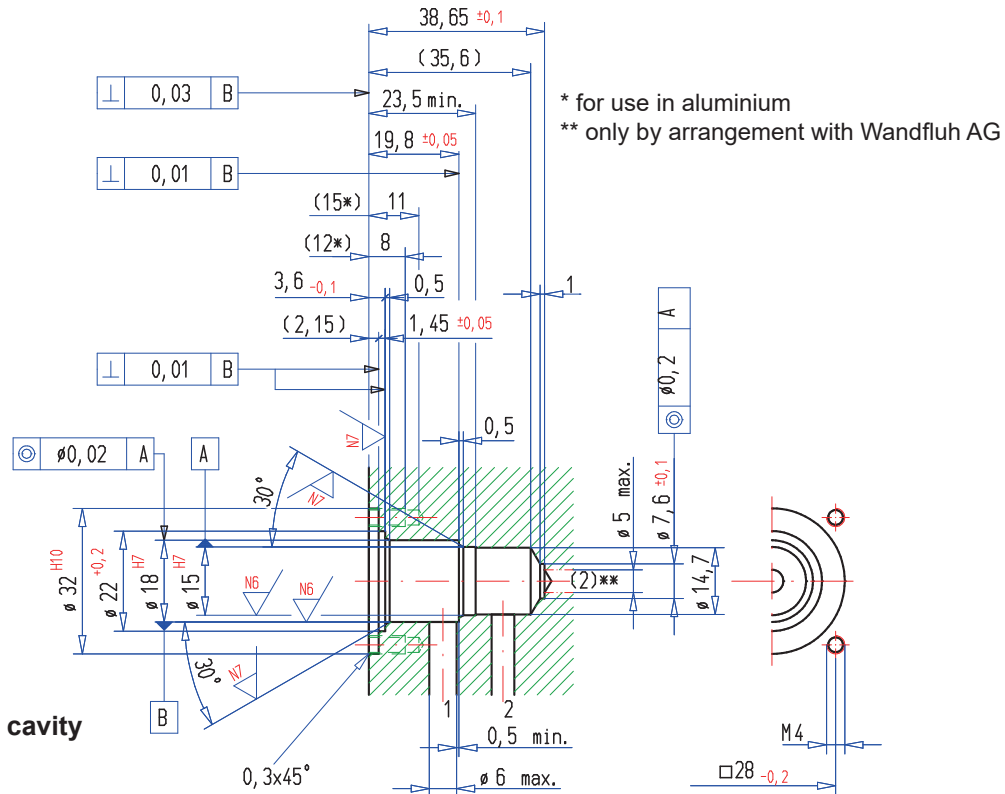 38,65 ±0,1
(35,6)
⊥ 0,03 B
23,5 min.
* for use in aluminium
** only by arrangement with Wandfluh AG
19,8 ±0,05
⊥ 0,01 B
(15*) 11
(12*) 8
3,6 -0,1 0,5
1
(2,15) 1,45 ±0,05
⊥ 0,01 B
◎ ø0,2 A
0,5
N7
◎ ø0,02 A
A
30°
N7
ø 5 max.
ø 7,6 ±0,1
ø 32 H10
ø 22 +0,2
ø 18 H7
ø 15 H7
N6
N6
(2)**
ø 14,7
30°
N7
B
1
2
cavity
0,5 min.
M4
0,3x45°
ø 6 max.
□28 -0,2